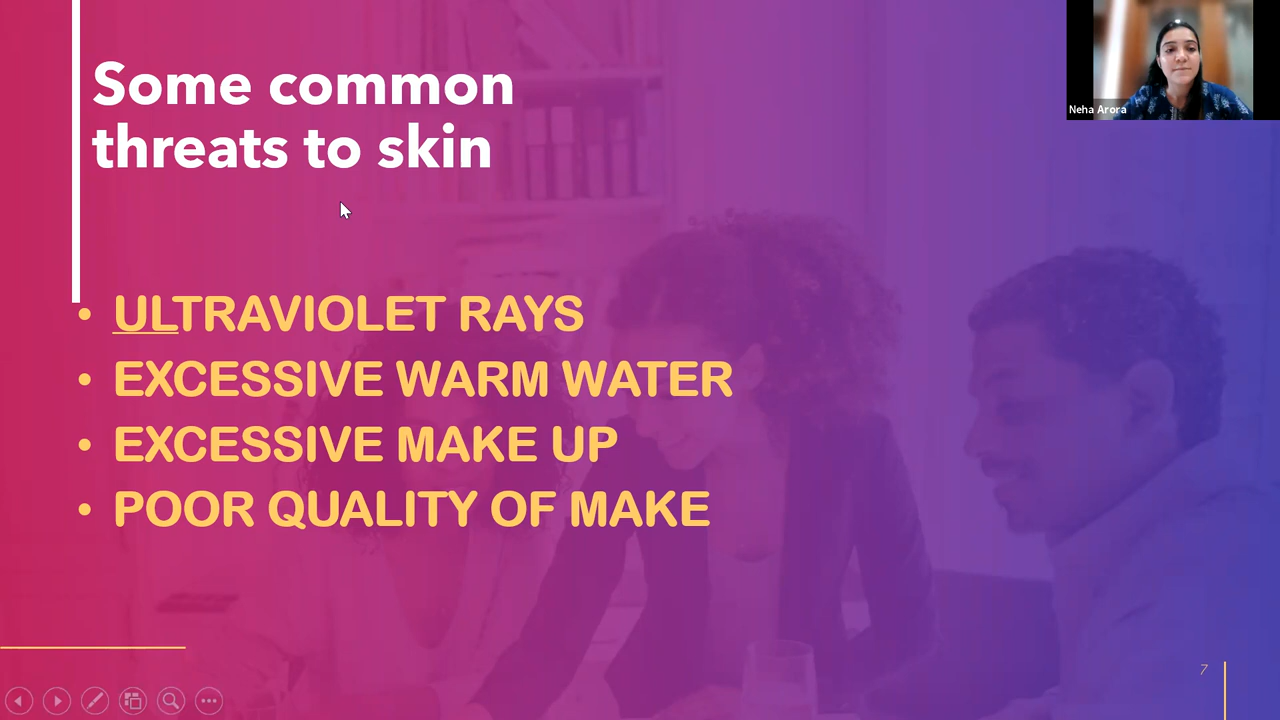 Some common
threats to skin
Neha Arora
• ULTRAVIOLET RAYS
• EXCESSIVE WARM WATER
• EXCESSIVE MAKE UP
• POOR QUALITY OF MAKE
7